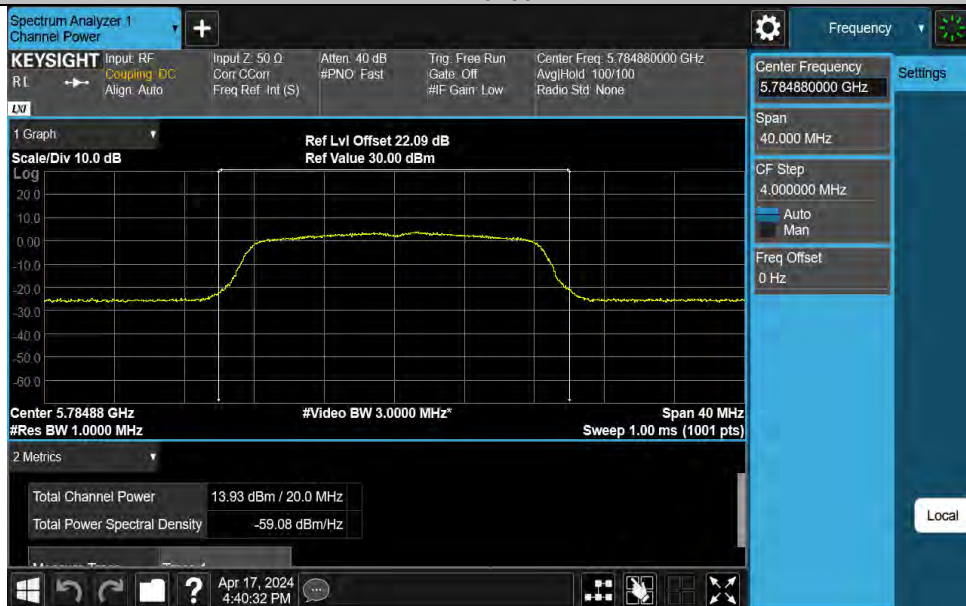 Spectrum Analyzer 1
Channel Power
+
Frequency
KEYSIGHT
RL
LXI
Input: RF
Coupling: DC
Align: Auto
Input Z: 50 Ω
Corr CCorr
Freq Ref: Int (S)
Atten: 40 dB
#PNO: Fast
Trig: Free Run
Gate: Off
#IF Gain: Low
Center Freq: 5.784880000 GHz
Avg|Hold: 100/100
Radio Std: None
Center Frequency
5.784880000 GHz
Settings
Span
40.000 MHz
CF Step
4.000000 MHz
Auto
Man
Freq Offset
0 Hz
1 Graph
Scale/Div 10.0 dB
Ref Lvl Offset 22.09 dB
Ref Value 30.00 dBm
Log
20.0
10.0
0.00
-10.0
-20.0
-30.0
-40.0
-50.0
-60.0
Center 5.78488 GHz
#Video BW 3.0000 MHz*
Span 40 MHz
#Res BW 1.0000 MHz
Sweep 1.00 ms (1001 pts)
2 Metrics
Total Channel Power 13.93 dBm / 20.0 MHz
Total Power Spectral Density -59.08 dBm/Hz
Local
?
Apr 17, 2024
4:40:32 PM